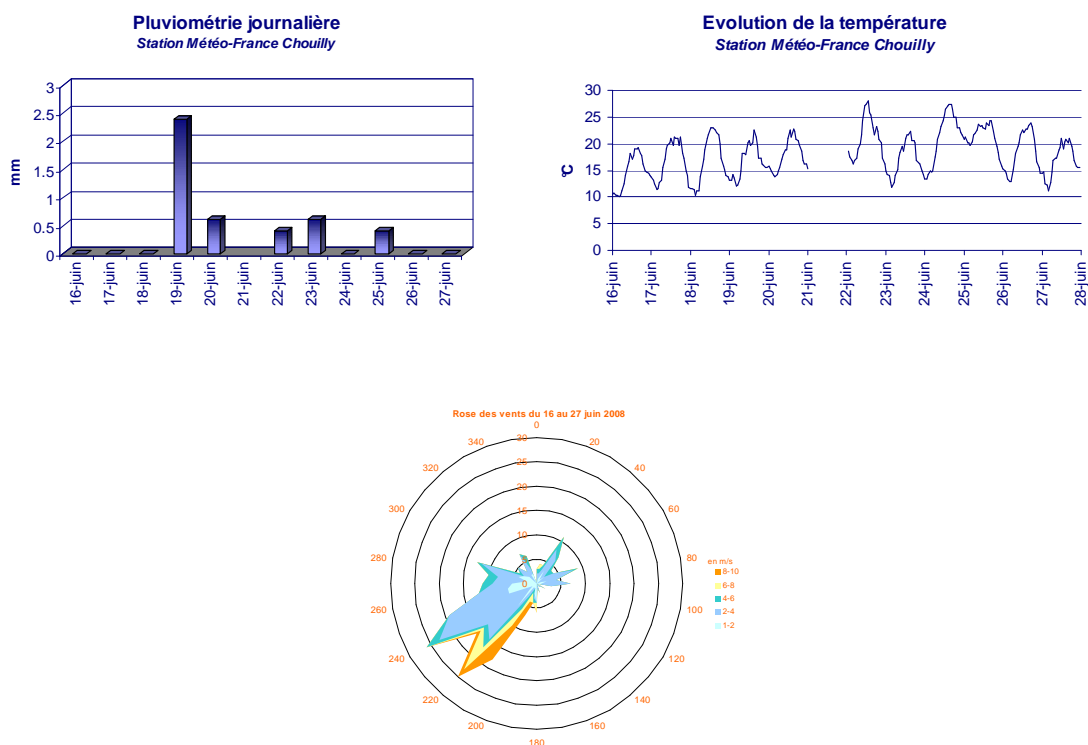 Pluviométrie journalière
Station Météo-France Chouilly
3
2.5
2
1.5
1
0.5
0
mm
16-juin
17-juin
18-juin
19-juin
20-juin
21-juin
22-juin
23-juin
24-juin
25-juin
26-juin
27-juin
Evolution de la température
Station Météo-France Chouilly
30
25
20
15
10
5
0
°C
16-juin
17-juin
18-juin
19-juin
20-juin
21-juin
22-juin
23-juin
24-juin
25-juin
26-juin
27-juin
28-juin
Rose des vents du 16 au 27 juin 2008
0
20
40
60
80
100
120
140
160
180
200
220
240
260
280
300
320
340
30
25
20
15
10
0
en m/s
8-10
6-8
4-6
2-4
1-2